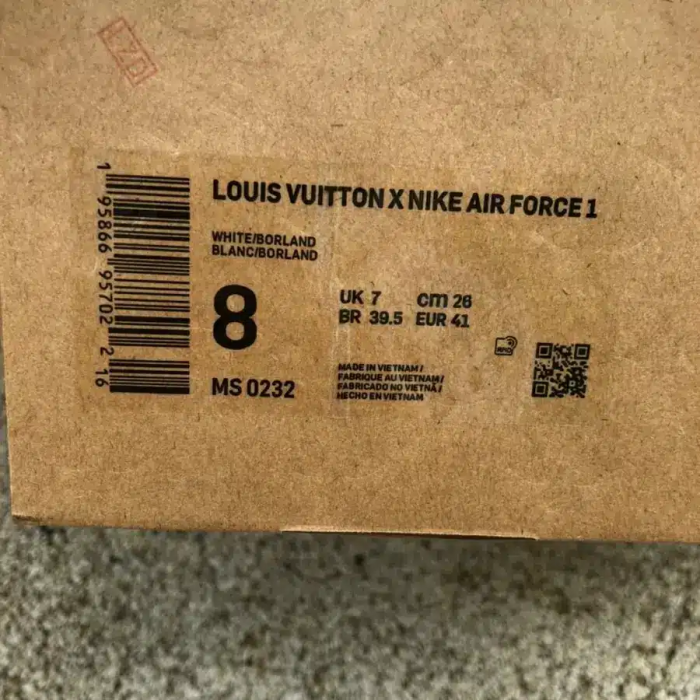 LZD
1 95866 95702 2 16
LOUIS VUITTON X NIKE AIR FORCE 1
WHITE/BORLAND
BLANC/BORLAND
8
UK 7 cm 26
BR 39.5 EUR 41
MS 0232
MADE IN VIETNAM /
FABRIQUE AU VIETNAM/
FABRICADO NO VIETNÃ /
HECHO EN VIETNAM